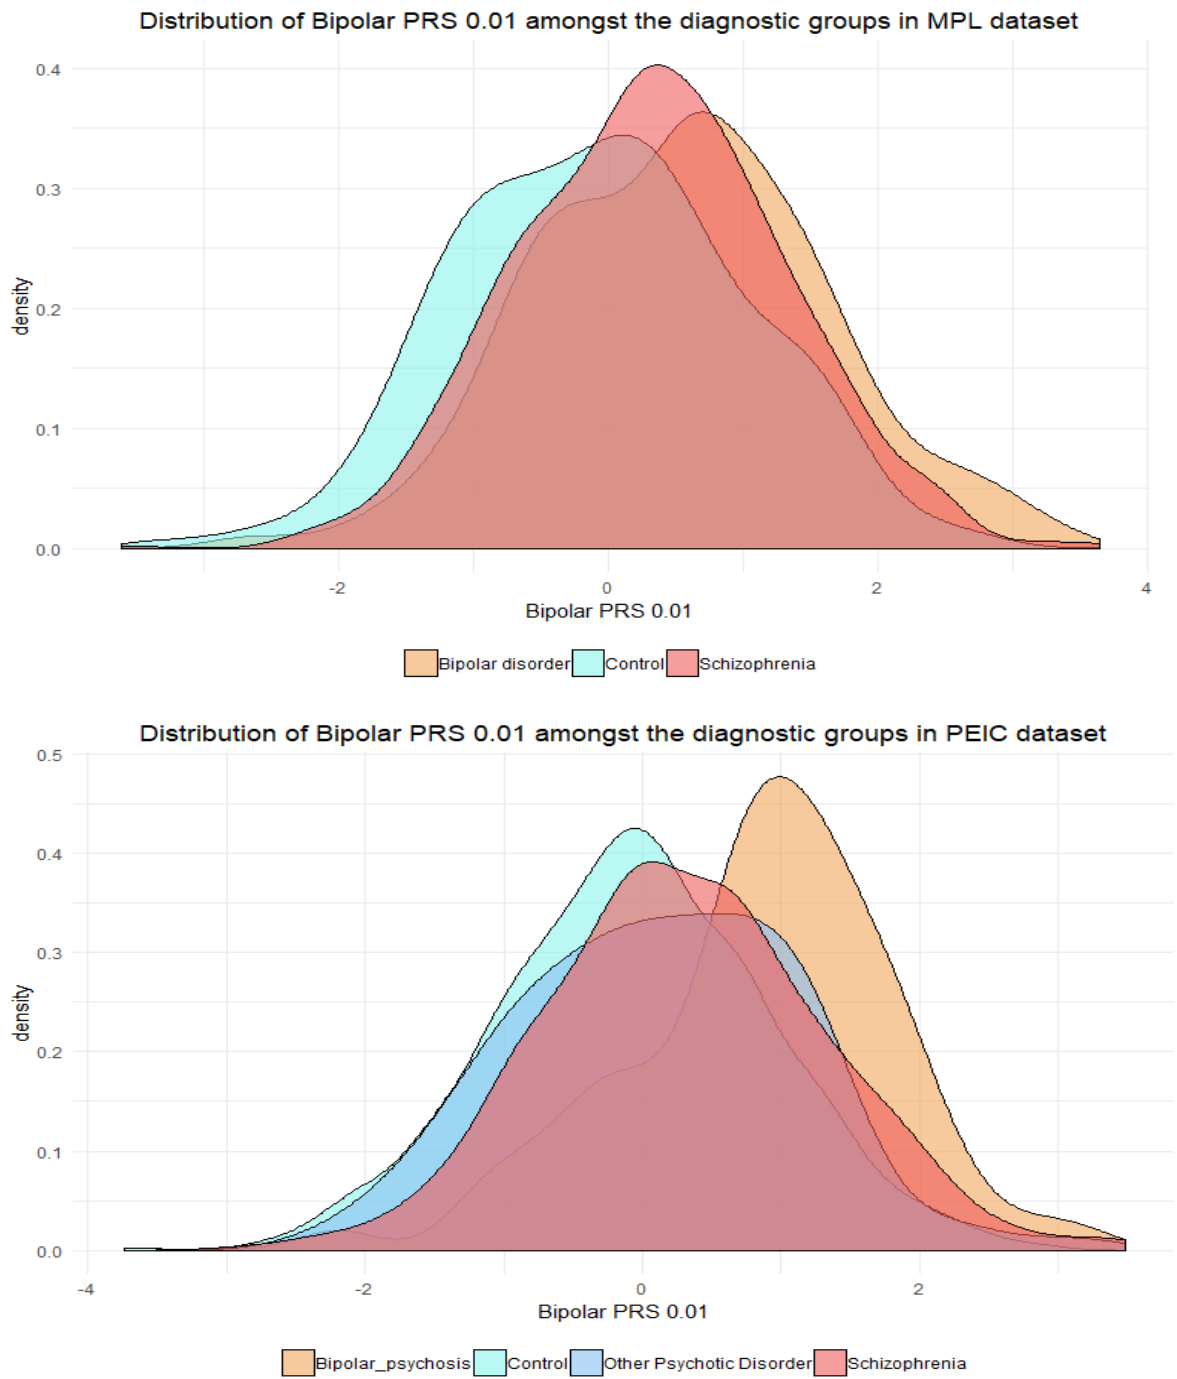 Distribution of Bipolar PRS 0.01 amongst the diagnostic groups in MPL dataset
0.4
0.3
0.2
0.1
0.0
density
-2 0 2 4
Bipolar PRS 0.01
Bipolar disorder Control Schizophrenia
Distribution of Bipolar PRS 0.01 amongst the diagnostic groups in PEIC dataset
0.5
0.4
0.3
0.2
0.1
0.0
density
-4 -2 0 2
Bipolar PRS 0.01
Bipolar_psychosis Control Other Psychotic Disorder Schizophrenia